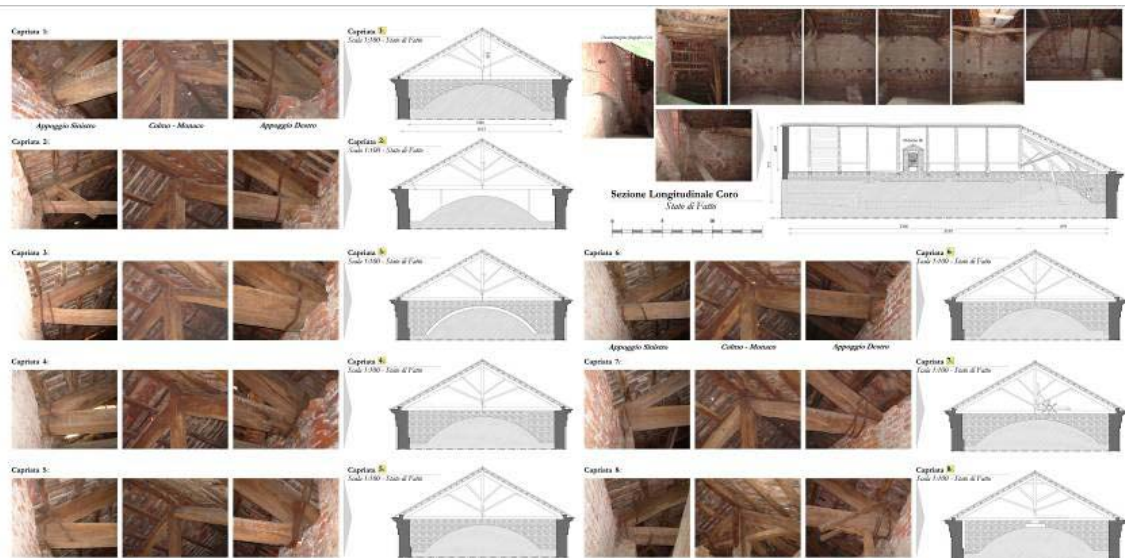 Capriata 1:
Appoggio Sinistro
Colmo - Monaco
Appoggio Destro
Capriata 1:
Scala 1:100 - Stato di Fatto
Capriata 2:
Capriata 2:
Scala 1:100 - Stato di Fatto
Capriata 3:
Capriata 3:
Scala 1:100 - Stato di Fatto
Capriata 4:
Capriata 4:
Scala 1:100 - Stato di Fatto
Capriata 5:
Capriata 5:
Scala 1:100 - Stato di Fatto
Sezione Longitudinale Coro
Stato di Fatto
Capriata 6:
Appoggio Sinistro
Colmo - Monaco
Appoggio Destro
Capriata 6:
Scala 1:100 - Stato di Fatto
Capriata 7:
Capriata 7:
Scala 1:100 - Stato di Fatto
Capriata 8:
Capriata 8:
Scala 1:100 - Stato di Fatto